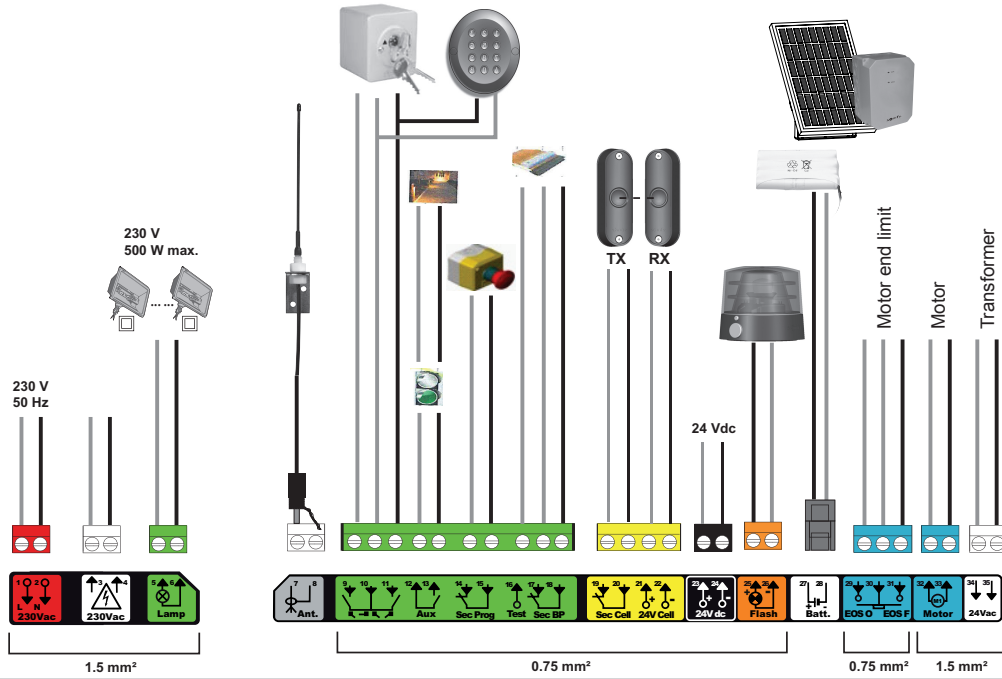 230 V
500 W max.
TX
RX
230 V
50 Hz
24 Vdc
Motor end limit
Motor
Transformer
1 2
L N
230Vac
3 4
230Vac
5 6
Lamp
7 8
Ant.
9 10 11
12 13
Aux
14 15
Sec Prog
16
Test
17 18
Sec BP
19 20
Sec Cell
21 22
+ -
24V Cell
23 24
+ -
24V dc
25 26
+ -
Flash
27 28
+ -
Batt.
29 30 31
EOS O EOS F
32 33
M1
Motor
34 35
24Vac
1.5 mm²
0.75 mm²
0.75 mm²
1.5 mm²